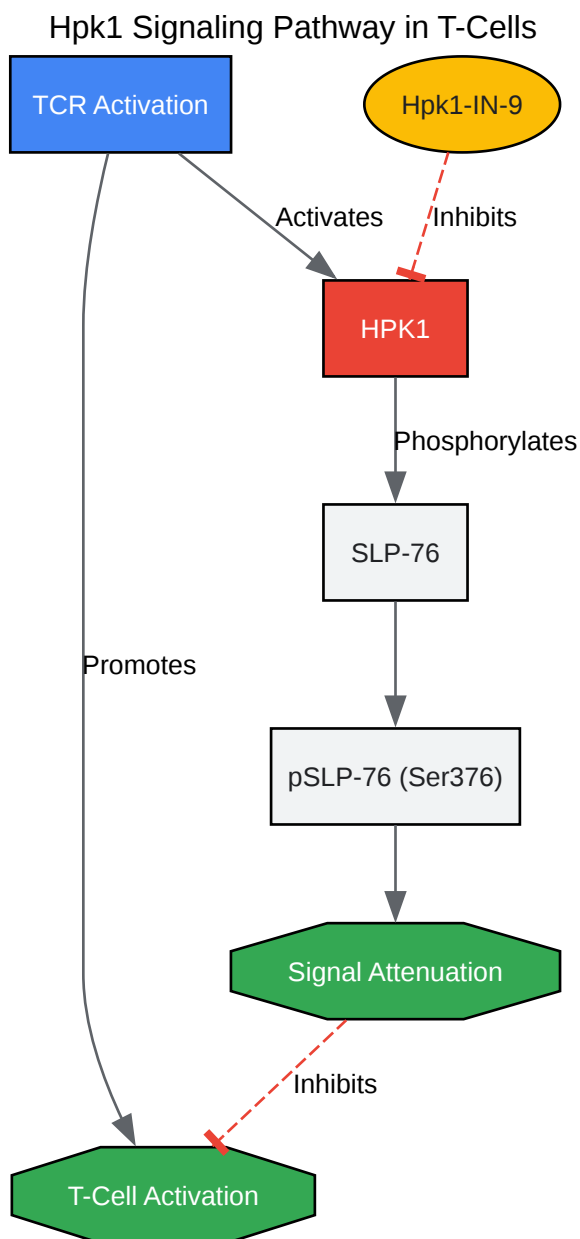 Hpk1 Signaling Pathway in T-Cells
TCR Activation
Hpk1-IN-9
Activates
Inhibits
HPK1
Phosphorylates
SLP-76
Promotes
pSLP-76 (Ser376)
Signal Attenuation
Inhibits
T-Cell Activation